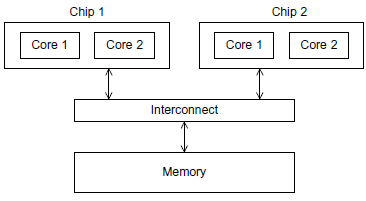 Chip 1 Chip 2
Core 1 Core 2 Core 1 Core 2
Interconnect
Memory